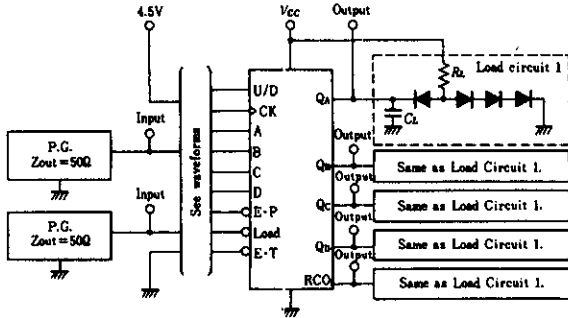 4.5V
VCC
Output
U/D
CK
A
B
C
D
E·P
Load
E·T
QA
QB
QC
QD
RCO
RL
Load circuit 1
CL
Input
P.G.
Zout=50Ω
Input
P.G.
Zout=50Ω
See waveforms
Output
Same as Load Circuit 1.
Output
Same as Load Circuit 1.
Output
Same as Load Circuit 1.
Output
Same as Load Circuit 1.